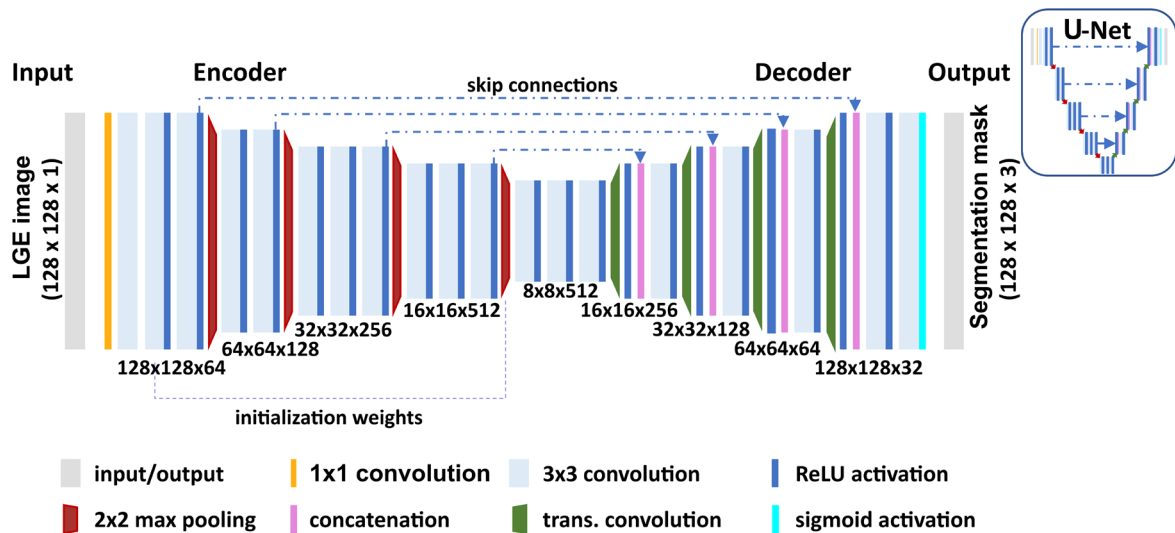 U-Net
Input
Encoder
Decoder
Output
skip connections
LGE image
(128 x 128 x 1)
Segmentation mask
(128 x 128 x 3)
8x8x512
16x16x512
16x16x256
32x32x256
32x32x128
64x64x128
64x64x64
128x128x64
128x128x32
initialization weights
input/output
1x1 convolution
3x3 convolution
ReLU activation
2x2 max pooling
concatenation
trans. convolution
sigmoid activation